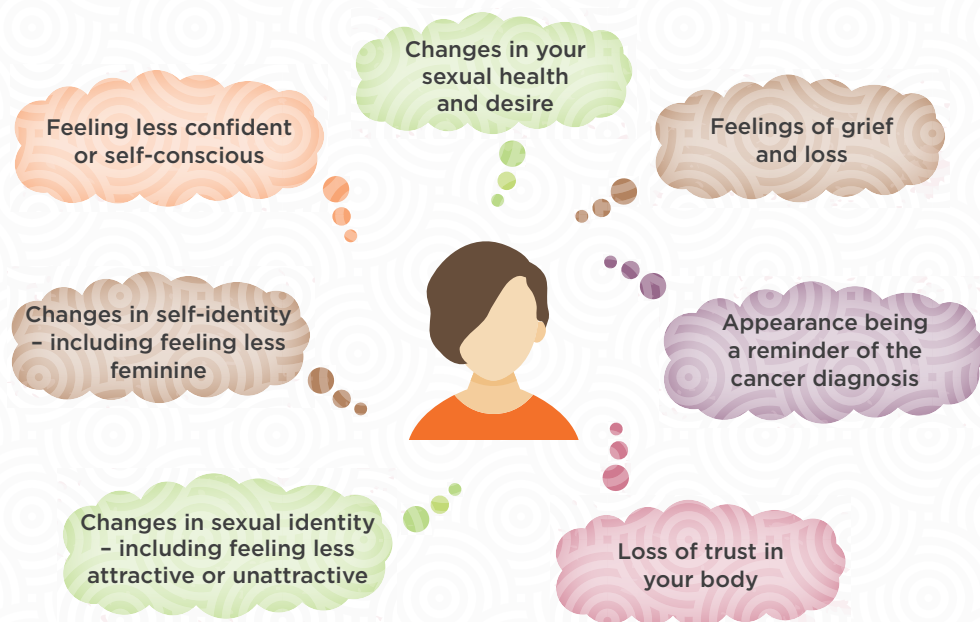 Changes in your
sexual health
and desire
Feeling less confident
or self-conscious
Feelings of grief
and loss
Changes in self-identity
– including feeling less
feminine
Appearance being
a reminder of the
cancer diagnosis
Changes in sexual identity
– including feeling less
attractive or unattractive
Loss of trust in
your body